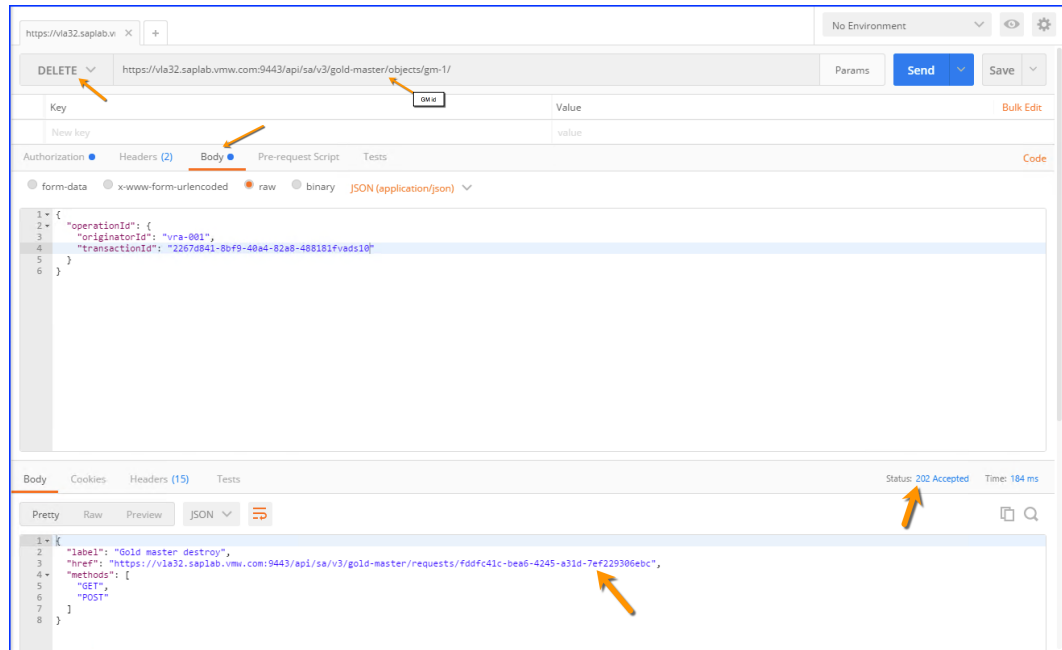 https://vla32.saplab.vi
No Environment
DELETE
https://vla32.saplab.vmw.com:9443/api/sa/v3/gold-master/objects/gm-1/
Params
Send
Save
GM id
Key
Value
Bulk Edit
New key
value
Authorization
Headers (2)
Body
Pre-request Script
Tests
Code
form-data
x-www-form-urlencoded
raw
binary
JSON (application/json)
1 {
2 "operationId": {
3 "originatorId": "vra-001",
4 "transactionId": "2267d841-8bf9-40a4-82a8-488181fvads10"
5 }
6 }
Body
Cookies
Headers (15)
Tests
Status: 202 Accepted
Time: 184 ms
Pretty
Raw
Preview
JSON
1 {
2 "label": "Gold master destroy",
3 "href": "https://vla32.saplab.vmw.com:9443/api/sa/v3/gold-master/requests/fddfc41c-bea6-4245-a31d-7ef229306ebc",
4 "methods": [
5 "GET",
6 "POST"
7 ]
8 }